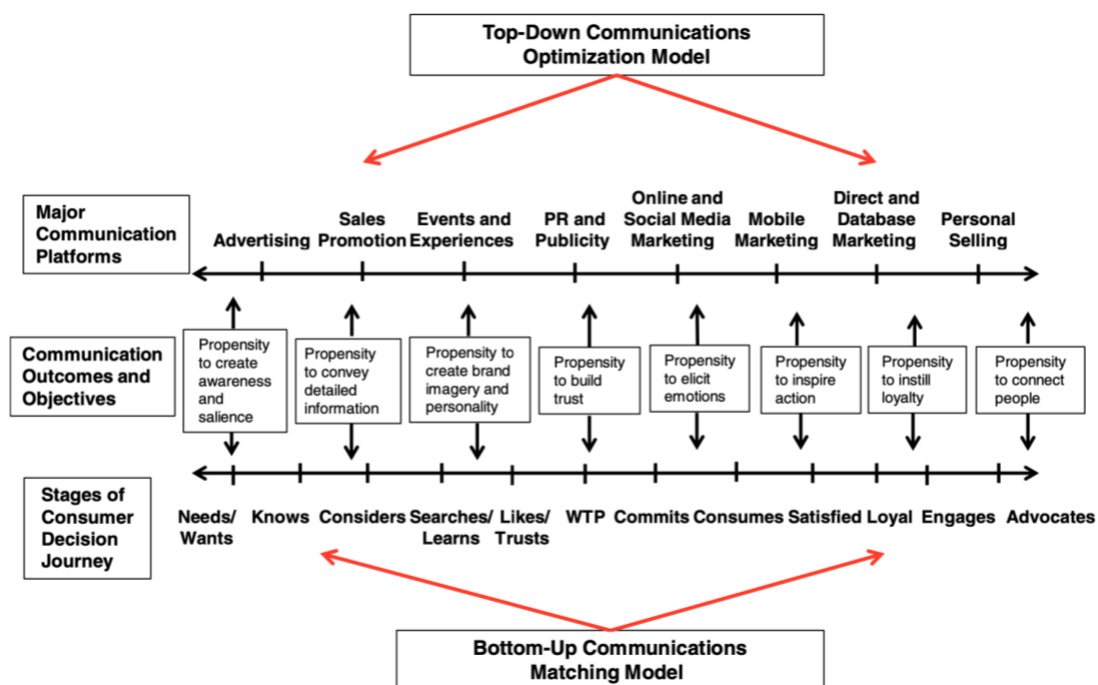 Top-Down Communications
Optimization Model
Major
Communication
Platforms
Advertising
Sales
Promotion
Events and
Experiences
PR and
Publicity
Online and
Social Media
Marketing
Mobile
Marketing
Direct and
Database
Marketing
Personal
Selling
Communication
Outcomes and
Objectives
Propensity
to create
awareness
and
salience
Propensity
to convey
detailed
information
Propensity to
create brand
imagery and
personality
Propensity
to build
trust
Propensity
to elicit
emotions
Propensity
to inspire
action
Propensity
to instill
loyalty
Propensity
to connect
people
Stages of
Consumer
Decision
Journey
Needs/
Wants
Knows
Considers
Searches/
Learns
Likes/
Trusts
WTP
Commits
Consumes
Satisfied
Loyal
Engages
Advocates
Bottom-Up Communications
Matching Model